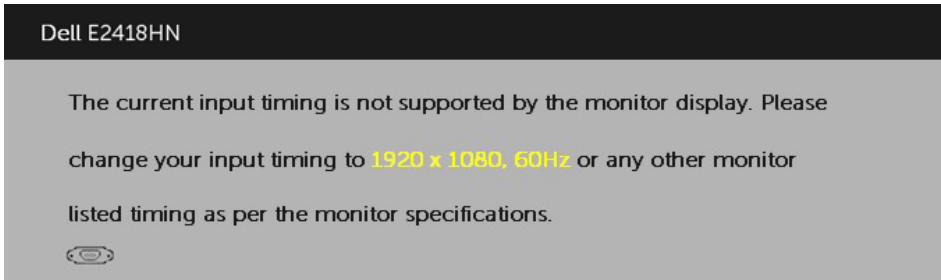 Dell E2418HN
The current input timing is not supported by the monitor display. Please
change your input timing to 1920 x 1080, 60Hz or any other monitor
listed timing as per the monitor specifications.